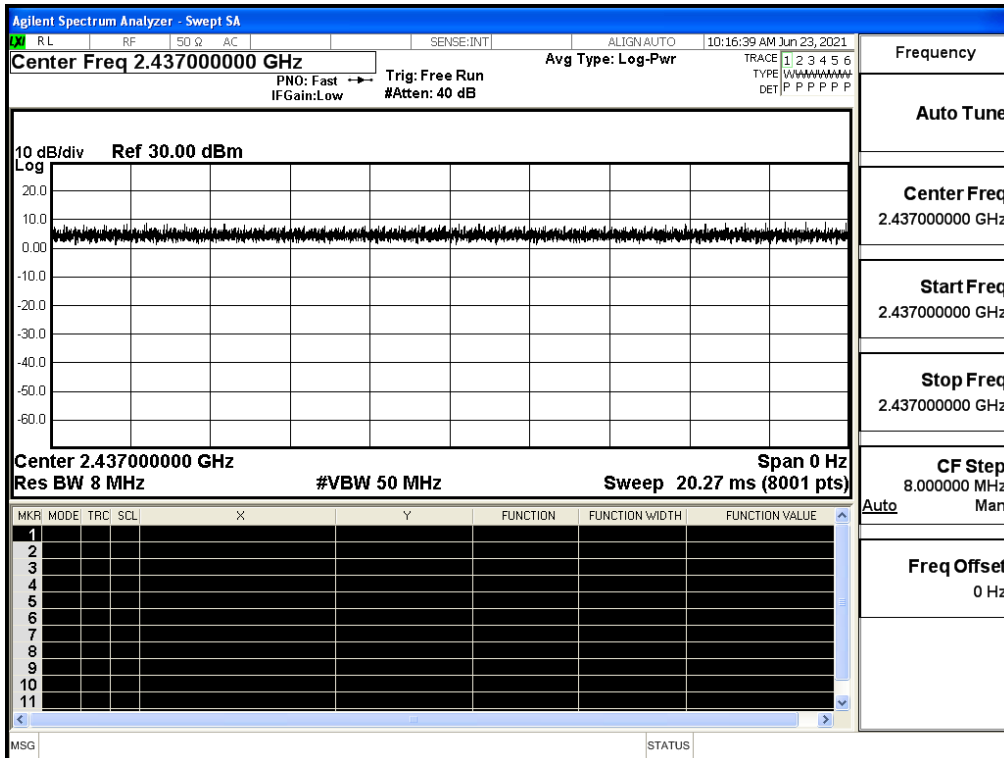 Agilent Spectrum Analyzer - Swept SA
LXI RL RF 50 Ω AC SENSE:INT ALIGN AUTO 10:16:39 AM Jun 23, 2021
Center Freq 2.437000000 GHz
PNO: Fast
IFGain:Low
Trig: Free Run
#Atten: 40 dB
Avg Type: Log-Pwr
TRACE 1 2 3 4 5 6
TYPE
DET P P P P P P
10 dB/div Ref 30.00 dBm
Log
20.0
10.0
0.00
-10.0
-20.0
-30.0
-40.0
-50.0
-60.0
Center 2.437000000 GHz Span 0 Hz
Res BW 8 MHz #VBW 50 MHz Sweep 20.27 ms (8001 pts)
MKR MODE TRC SCL X Y FUNCTION FUNCTION WIDTH FUNCTION VALUE
1
2
3
4
5
6
7
8
9
10
11
MSG STATUS
Frequency
Auto Tune
Center Freq
2.437000000 GHz
Start Freq
2.437000000 GHz
Stop Freq
2.437000000 GHz
CF Step
8.000000 MHz
Auto Man
Freq Offset
0 Hz